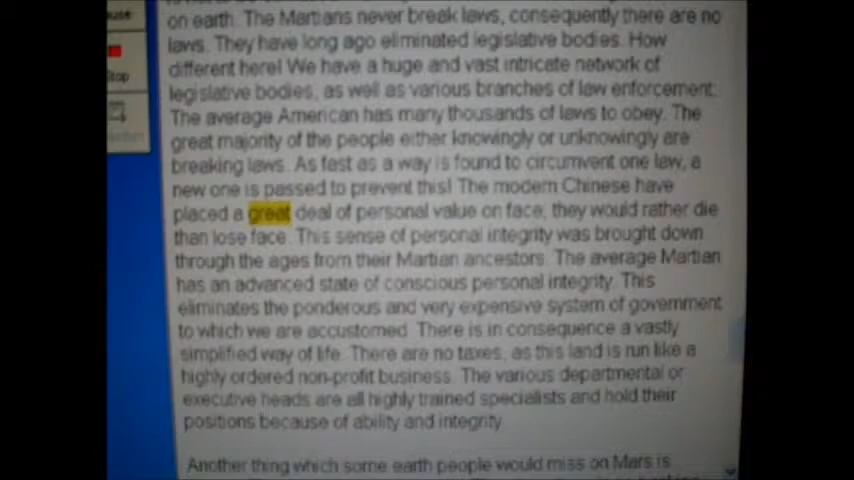 on earth. The Martians never break laws, consequently there are no
laws. They have long ago eliminated legislative bodies. How
different here! We have a huge and vast intricate network of
legislative bodies, as well as various branches of law enforcement.
The average American has many thousands of laws to obey. The
great majority of the people either knowingly or unknowingly are
breaking laws. As fast as a way is found to circumvent one law, a
new one is passed to prevent this! The modern Chinese have
placed a great deal of personal value on face, they would rather die
than lose face. This sense of personal integrity was brought down
through the ages from their Martian ancestors. The average Martian
has an advanced state of conscious personal integrity. This
eliminates the ponderous and very expensive system of government
to which we are accustomed. There is in consequence a vastly
simplified way of life. There are no taxes, as this land is run like a
highly ordered non-profit business. The various departmental or
executive heads are all highly trained specialists and hold their
positions because of ability and integrity.
Another thing which some earth people would miss on Mars is